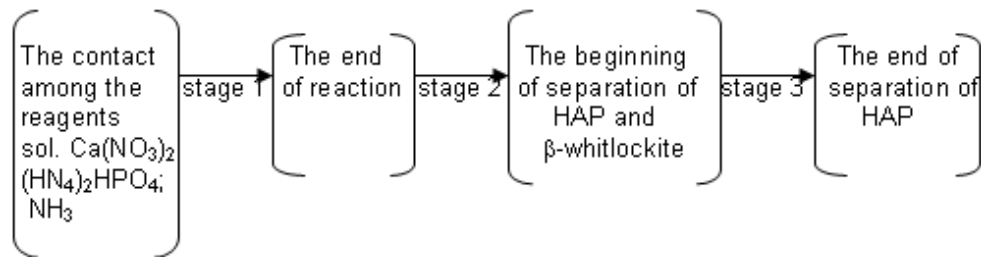 The contact
among the
reagents
sol. Ca(NO₃)₂
(HN₄)₂HPO₄;
NH₃
stage 1
The end
of reaction
stage 2
The beginning
of separation of
HAP and
β-whitlockite
stage 3
The end of
separation of
HAP